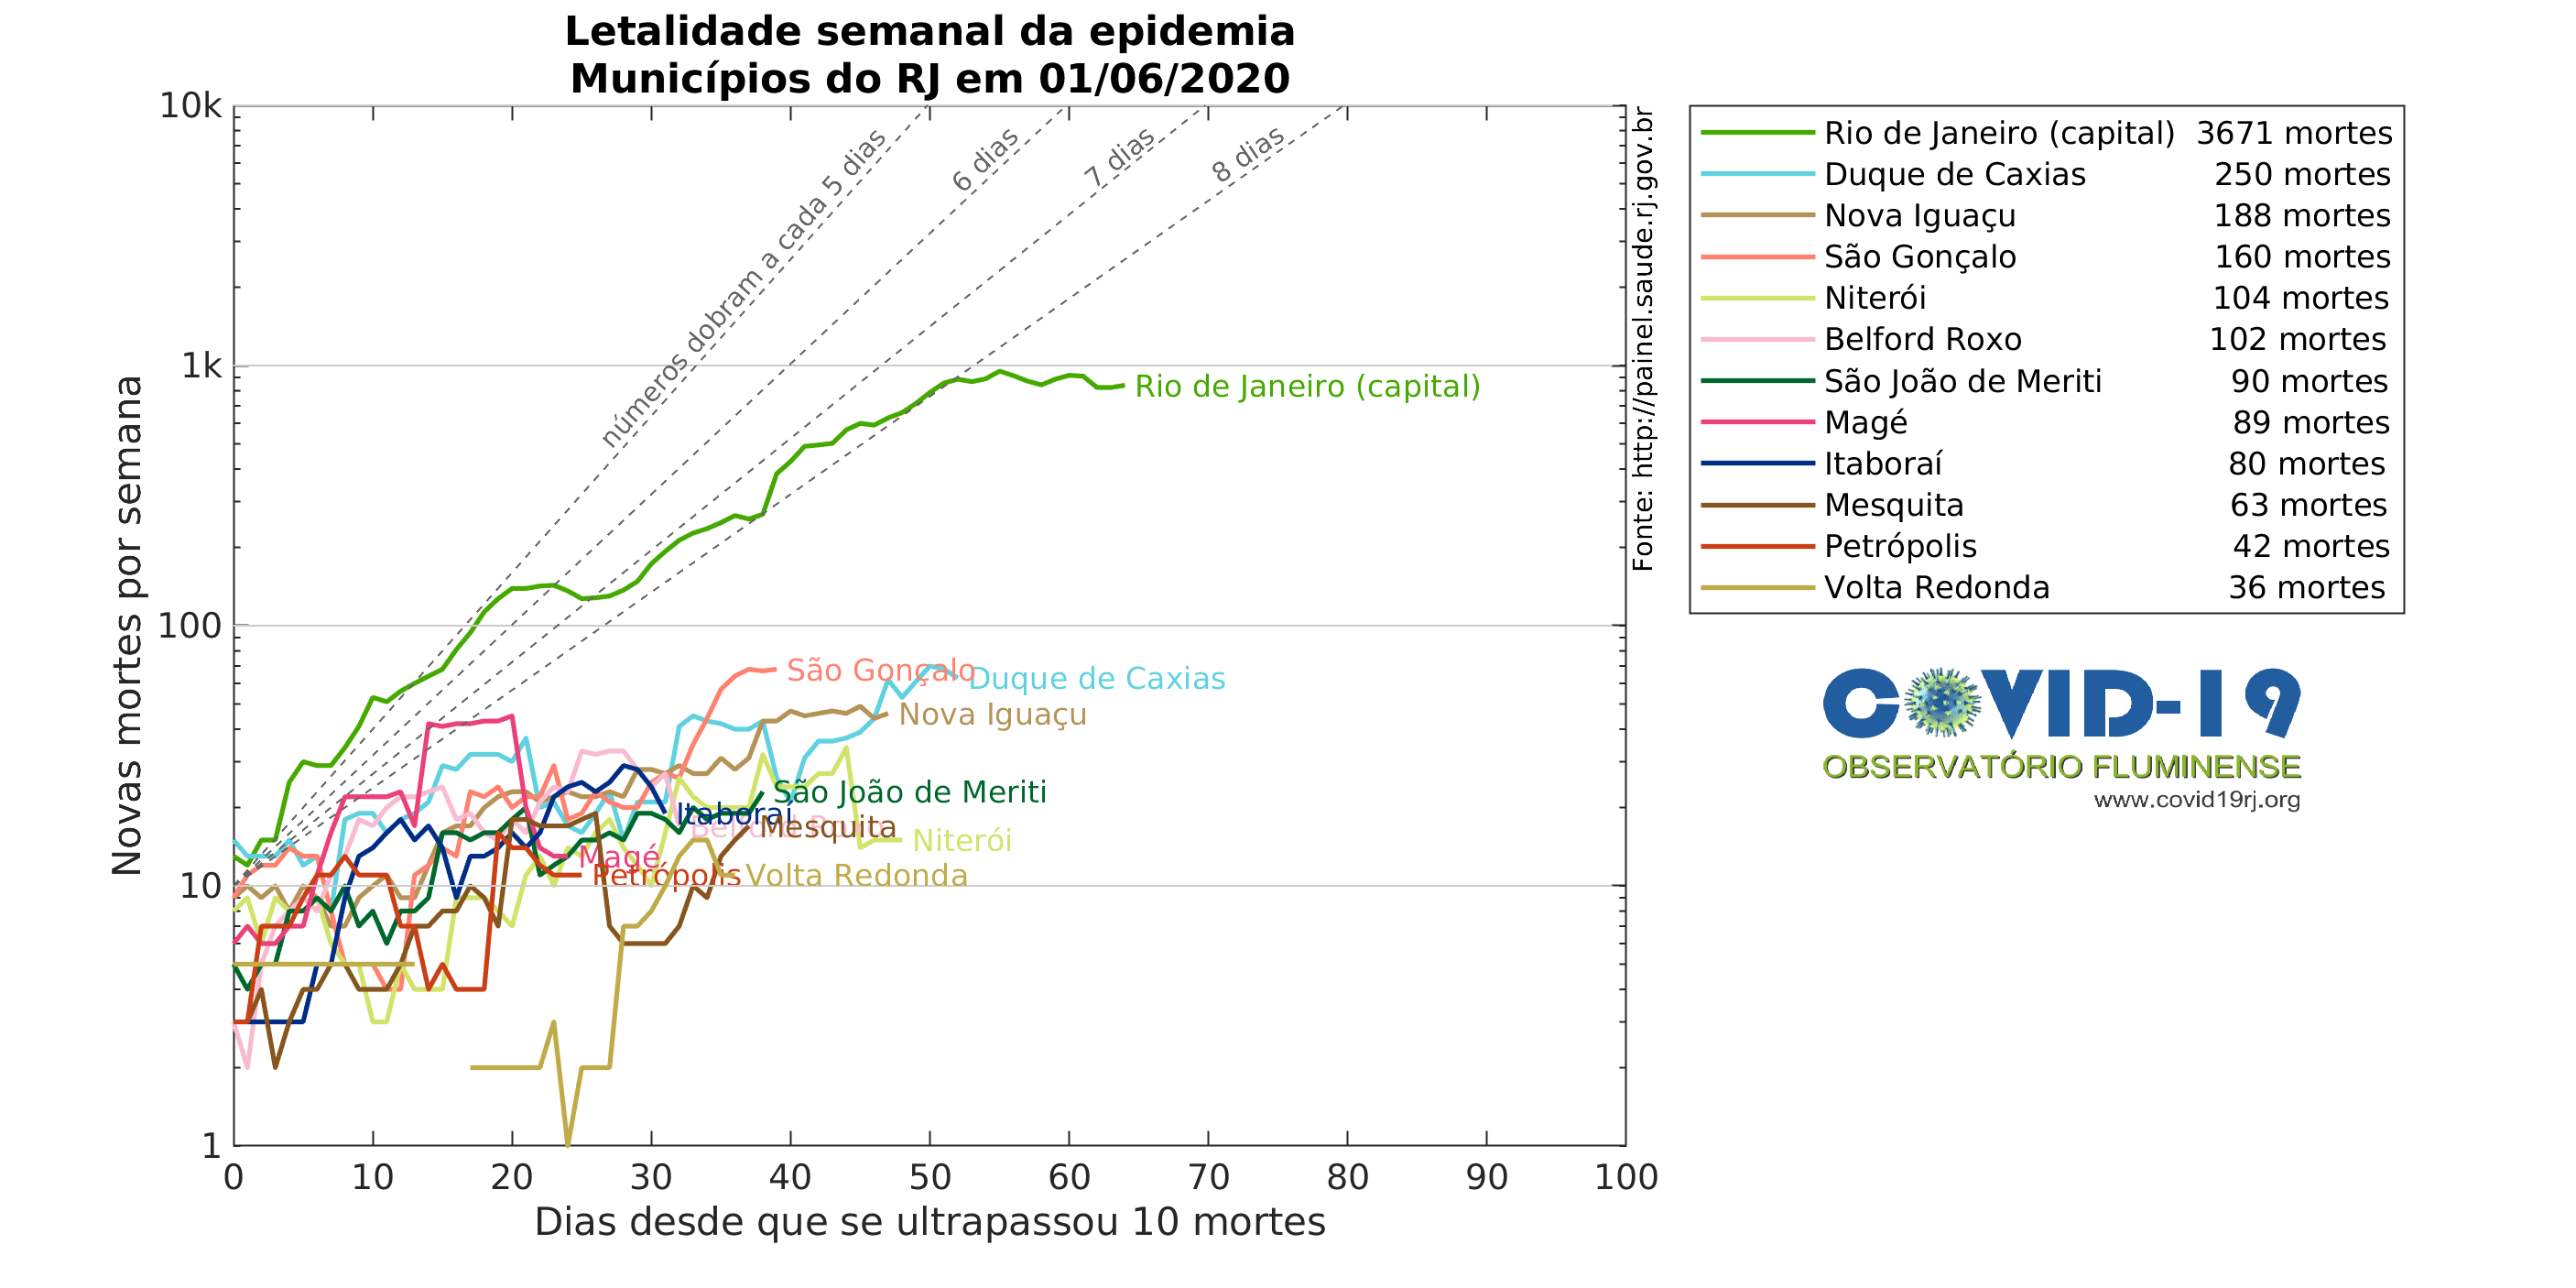 Letalidade semanal da epidemia
Municípios do RJ em 01/06/2020
Novas mortes por semana
10k
1k
100
10
1
números dobram a cada 5 dias
6 dias
7 dias
8 dias
Rio de Janeiro (capital)
São Gonçalo
Duque de Caxias
Nova Iguaçu
São João de Meriti
Itaboraí
Belford Roxo
Mesquita
Niterói
Magé
Petrópolis
Volta Redonda
0 10 20 30 40 50 60 70 80 90 100
Dias desde que se ultrapassou 10 mortes
Fonte: http://painel.saude.rj.gov.br
Rio de Janeiro (capital) 3671 mortes
Duque de Caxias 250 mortes
Nova Iguaçu 188 mortes
São Gonçalo 160 mortes
Niterói 104 mortes
Belford Roxo 102 mortes
São João de Meriti 90 mortes
Magé 89 mortes
Itaboraí 80 mortes
Mesquita 63 mortes
Petrópolis 42 mortes
Volta Redonda 36 mortes
COVID-19
OBSERVATÓRIO FLUMINENSE
www.covid19rj.org